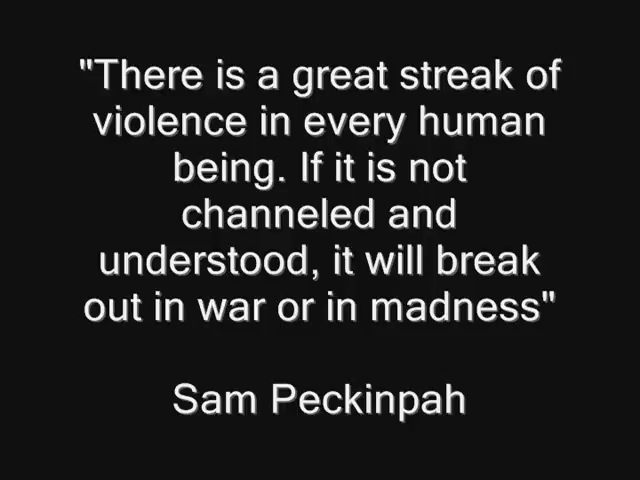 "There is a great streak of
violence in every human
being. If it is not
channeled and
understood, it will break
out in war or in madness"
Sam Peckinpah